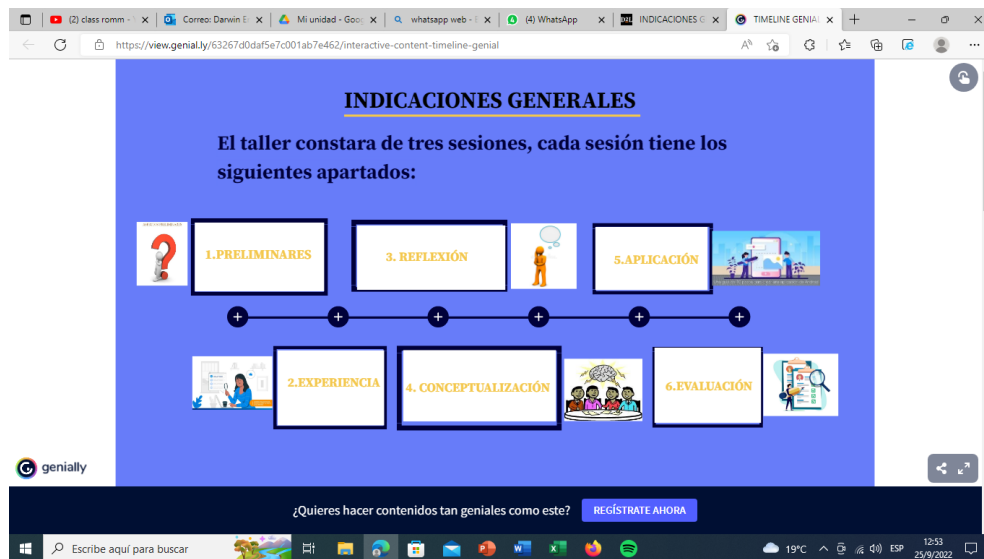 (2) class romm -
Correo: Darwin E
Mi unidad - Goo
whatsapp web -
(4) WhatsApp
INDICACIONES G
TIMELINE GENIAL
https://view.genial.ly/63267d0daf5e7c001ab7e462/interactive-content-timeline-genial
INDICACIONES GENERALES
El taller constara de tres sesiones, cada sesión tiene los
siguientes apartados:
1.PRELIMINARES
3. REFLEXIÓN
5.APLICACIÓN
2.EXPERIENCIA
4. CONCEPTUALIZACIÓN
6.EVALUACIÓN
genially
¿Quieres hacer contenidos tan geniales como este?
REGÍSTRATE AHORA
Escribe aquí para buscar
19°C
ESP
12:53
25/9/2022